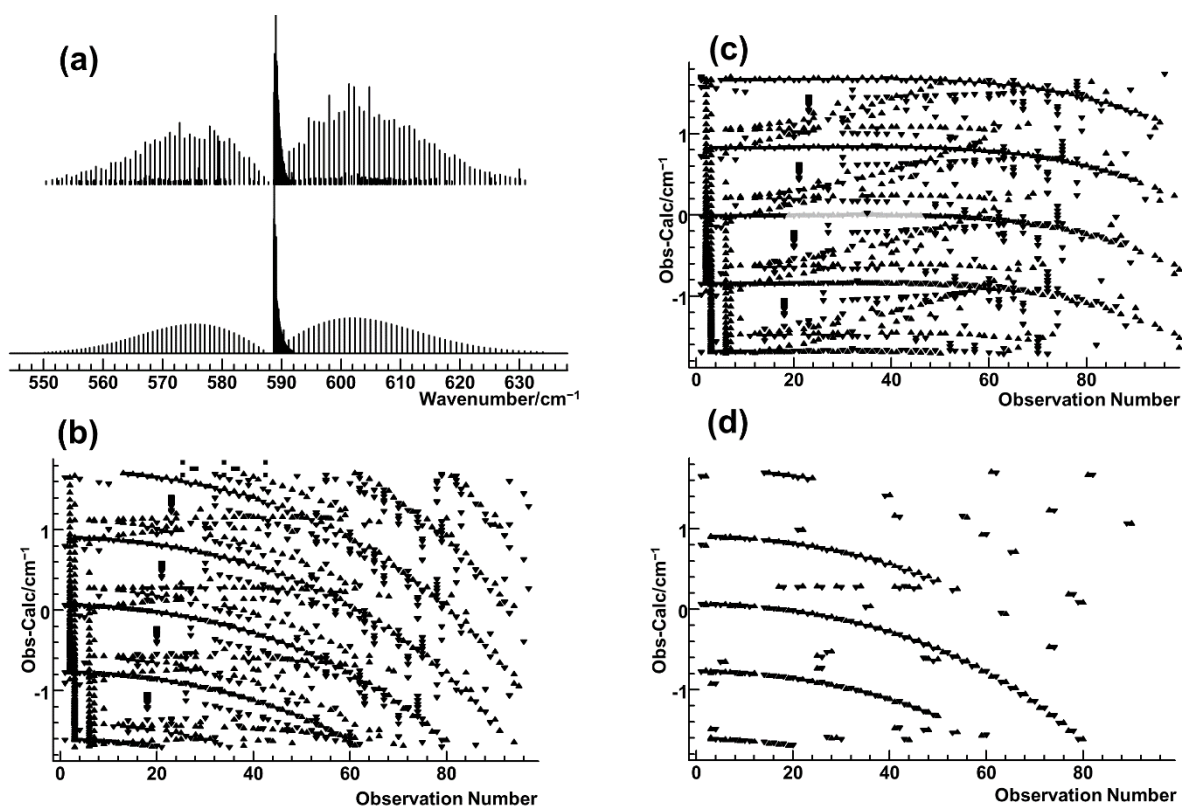 (a)
550 560 570 580 590 600 610 620 630
Wavenumber/cm⁻¹
(b)
Obs-Calc/cm⁻¹
1
0
-1
0 20 40 60 80
Observation Number
(c)
Obs-Calc/cm⁻¹
1
0
-1
0 20 40 60 80
Observation Number
(d)
Obs-Calc/cm⁻¹
1
0
-1
0 20 40 60 80
Observation Number